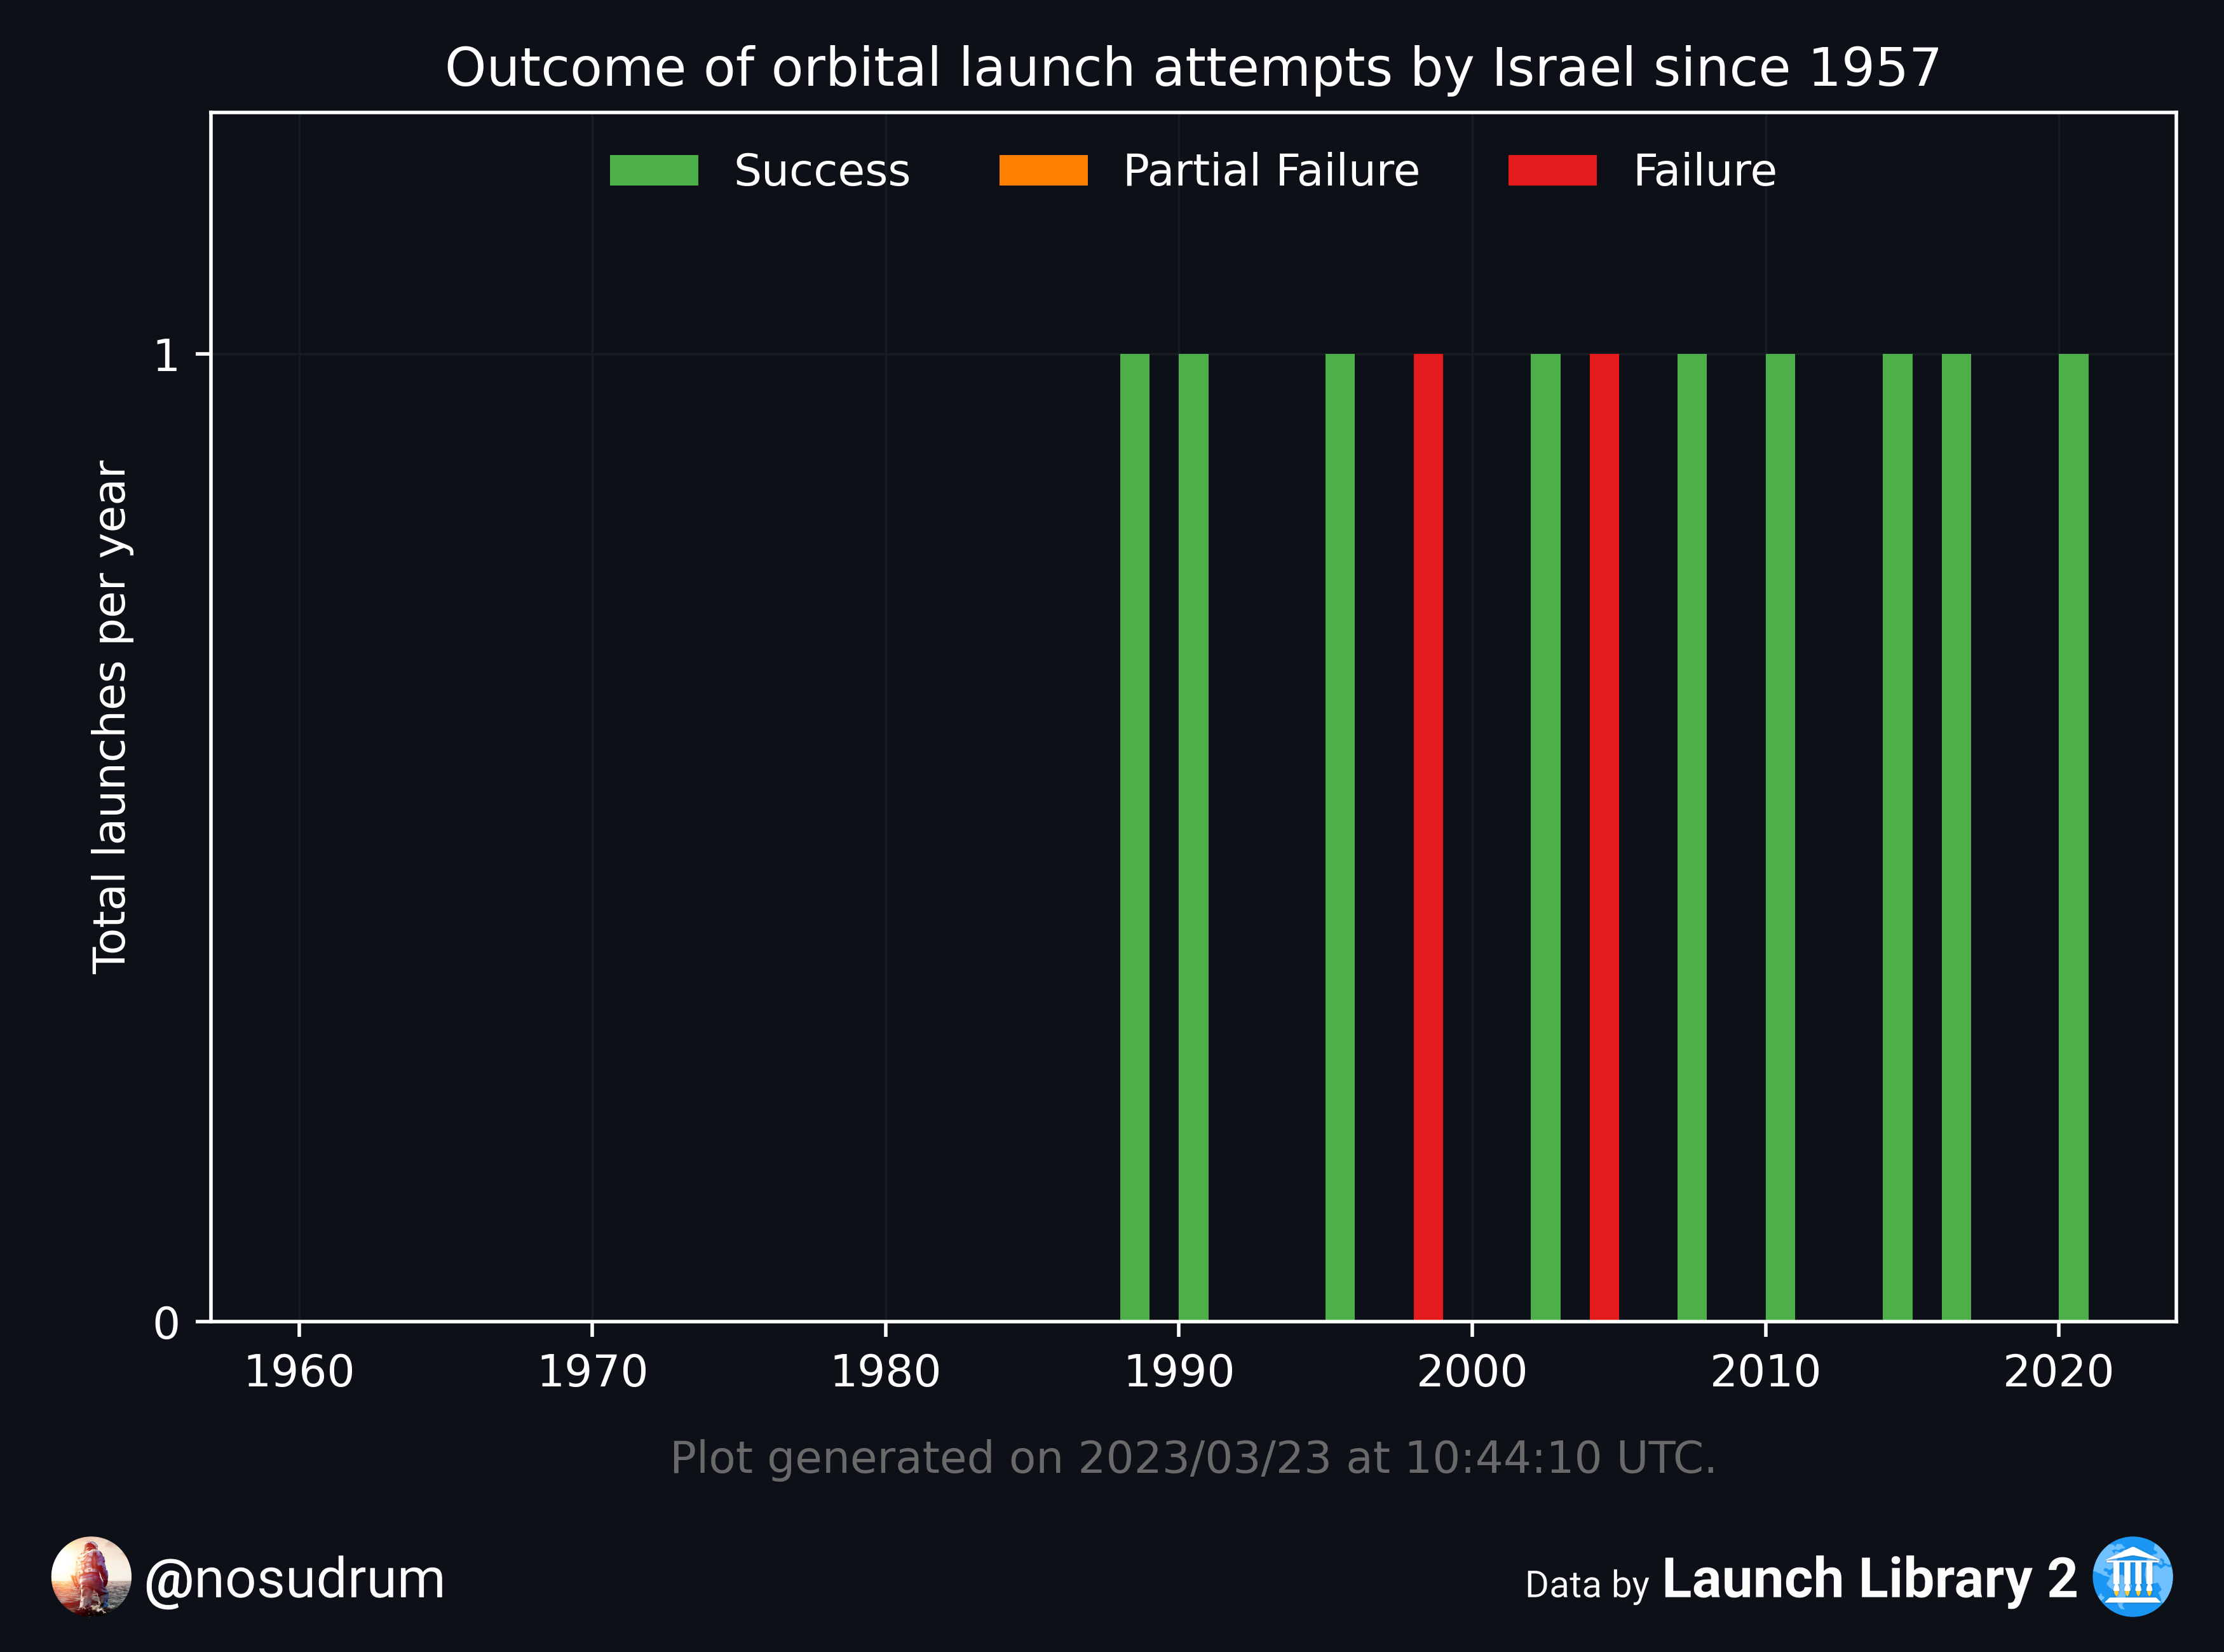 Outcome of orbital launch attempts by Israel since 1957
Success Partial Failure Failure
1
Total launches per year
0
1960 1970 1980 1990 2000 2010 2020
Plot generated on 2023/03/23 at 10:44:10 UTC.
@nosudrum
Data by Launch Library 2